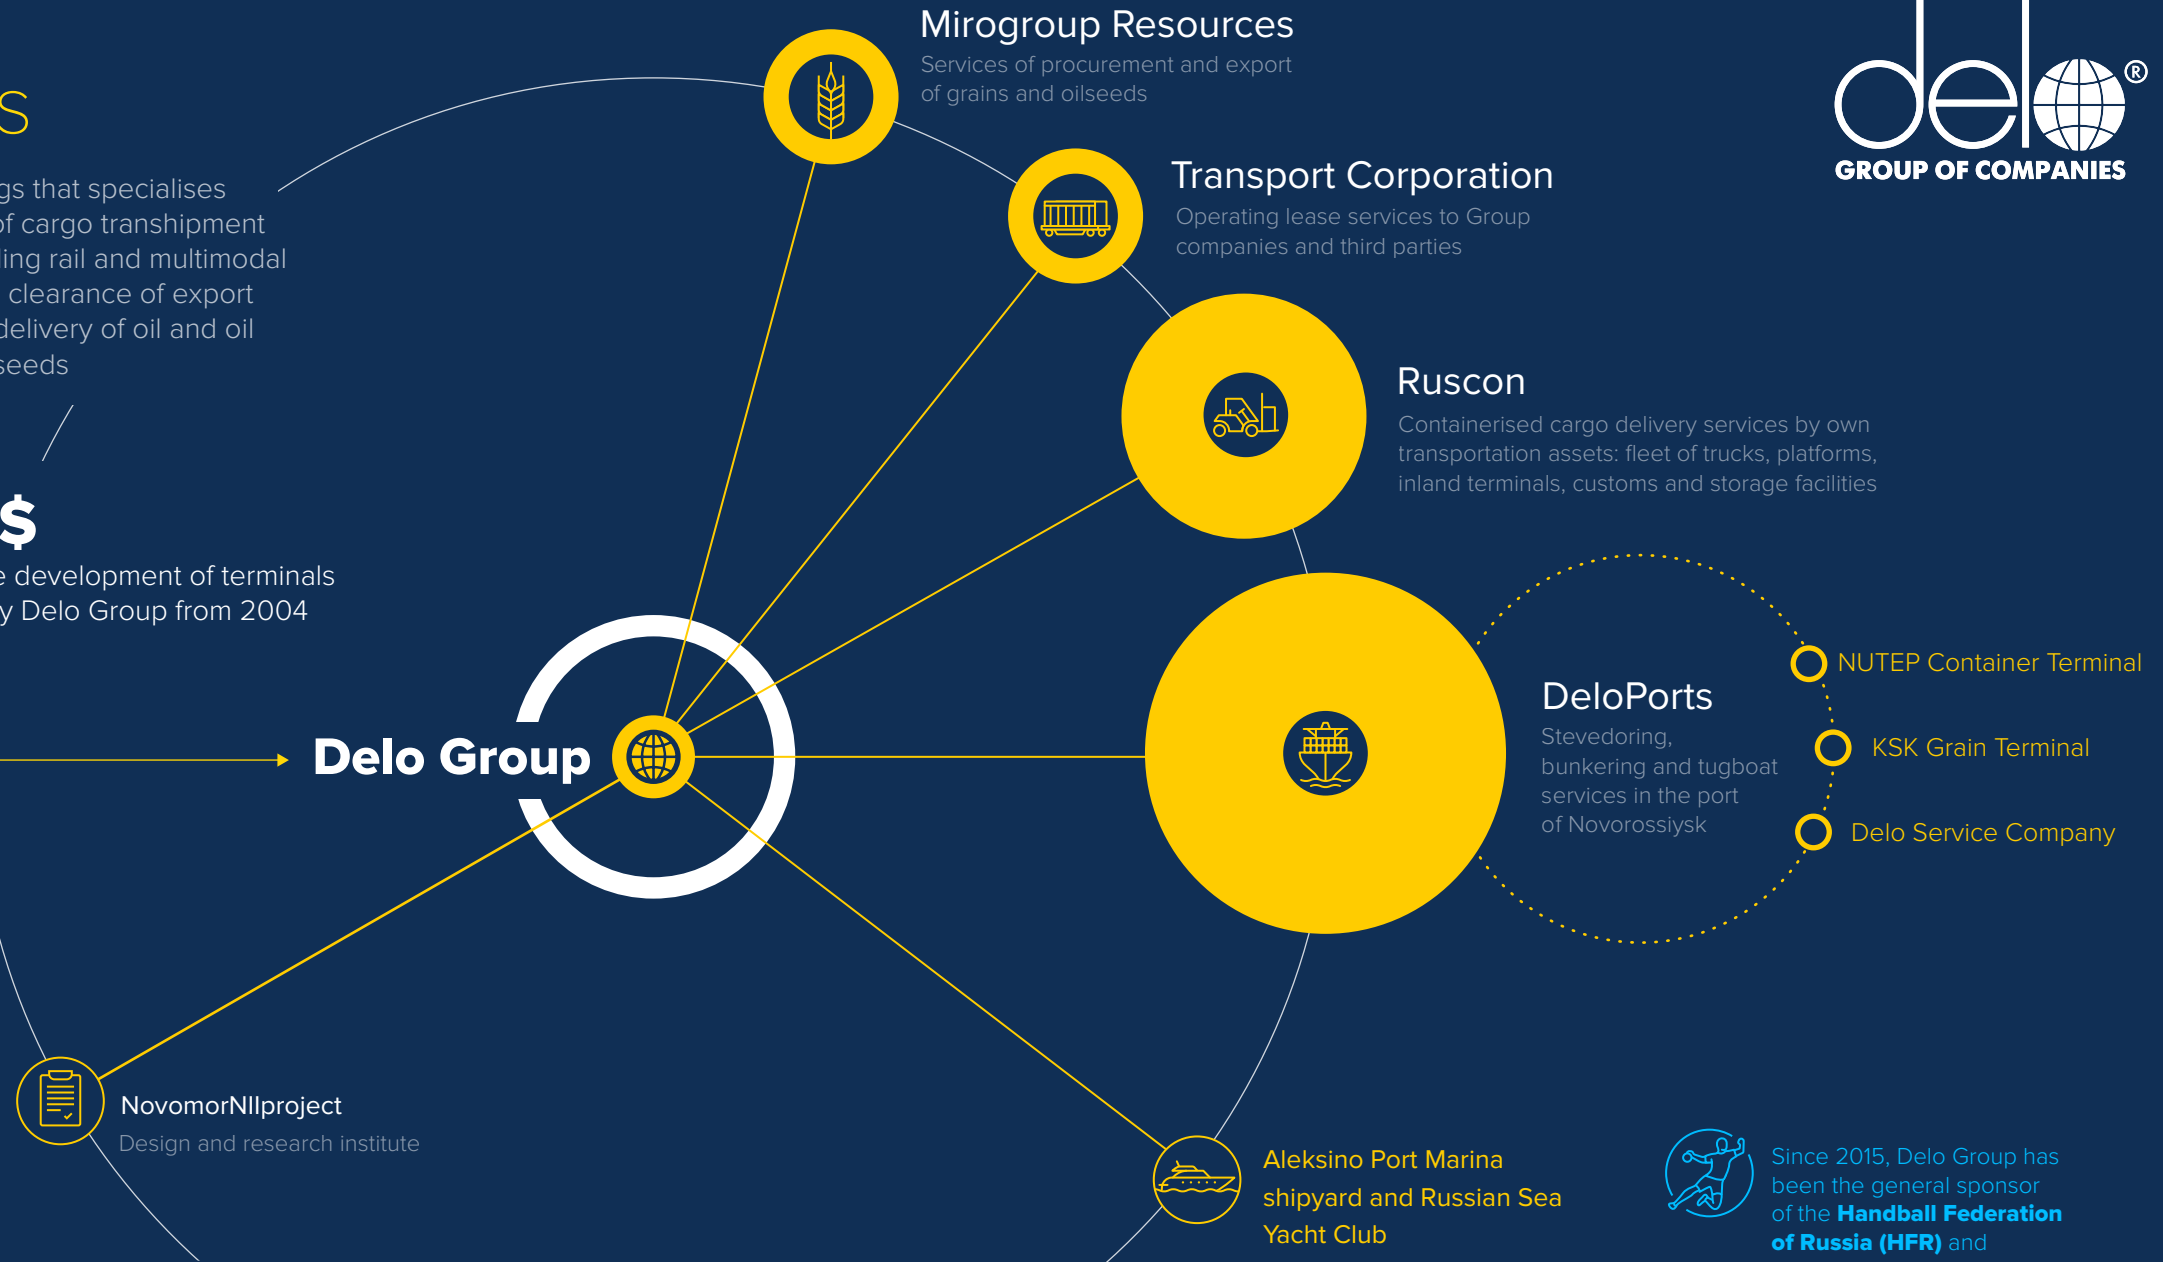 S
gs that specialises
of cargo transhipment
ling rail and multimodal
clearance of export
delivery of oil and oil
seeds
$
e development of terminals
y Delo Group from 2004
Mirogroup Resources
Services of procurement and export
of grains and oilseeds
delo®
GROUP OF COMPANIES
Transport Corporation
Operating lease services to Group
companies and third parties
Ruscon
Containerised cargo delivery services by own
transportation assets: fleet of trucks, platforms,
inland terminals, customs and storage facilities
Delo Group
DeloPorts
Stevedoring,
bunkering and tugboat
services in the port
of Novorossiysk
NUTEP Container Terminal
KSK Grain Terminal
Delo Service Company
NovomorNIIproject
Design and research institute
Aleksino Port Marina
shipyard and Russian Sea
Yacht Club
Since 2015, Delo Group has
been the general sponsor
of the Handball Federation
of Russia (HFR) and